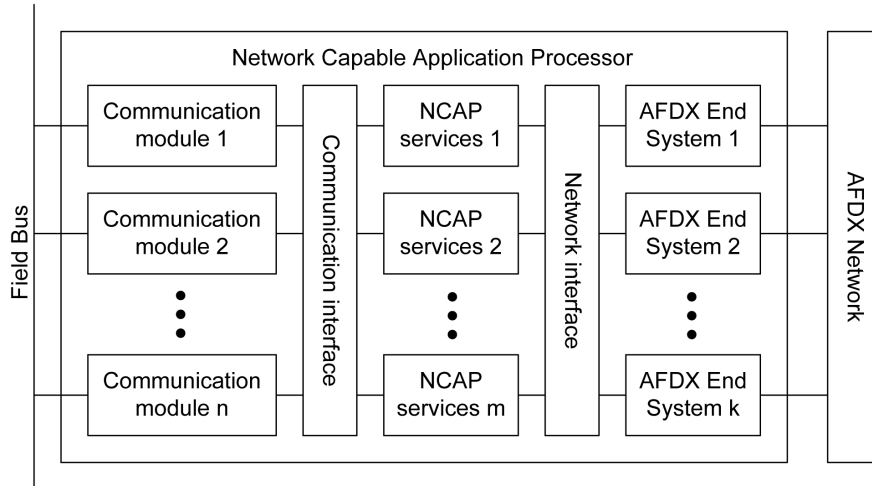 Network Capable Application Processor
Field Bus
Communication
module 1
Communication
module 2
Communication
module n
Communication interface
NCAP
services 1
NCAP
services 2
NCAP
services m
Network interface
AFDX End
System 1
AFDX End
System 2
AFDX End
System k
AFDX Network